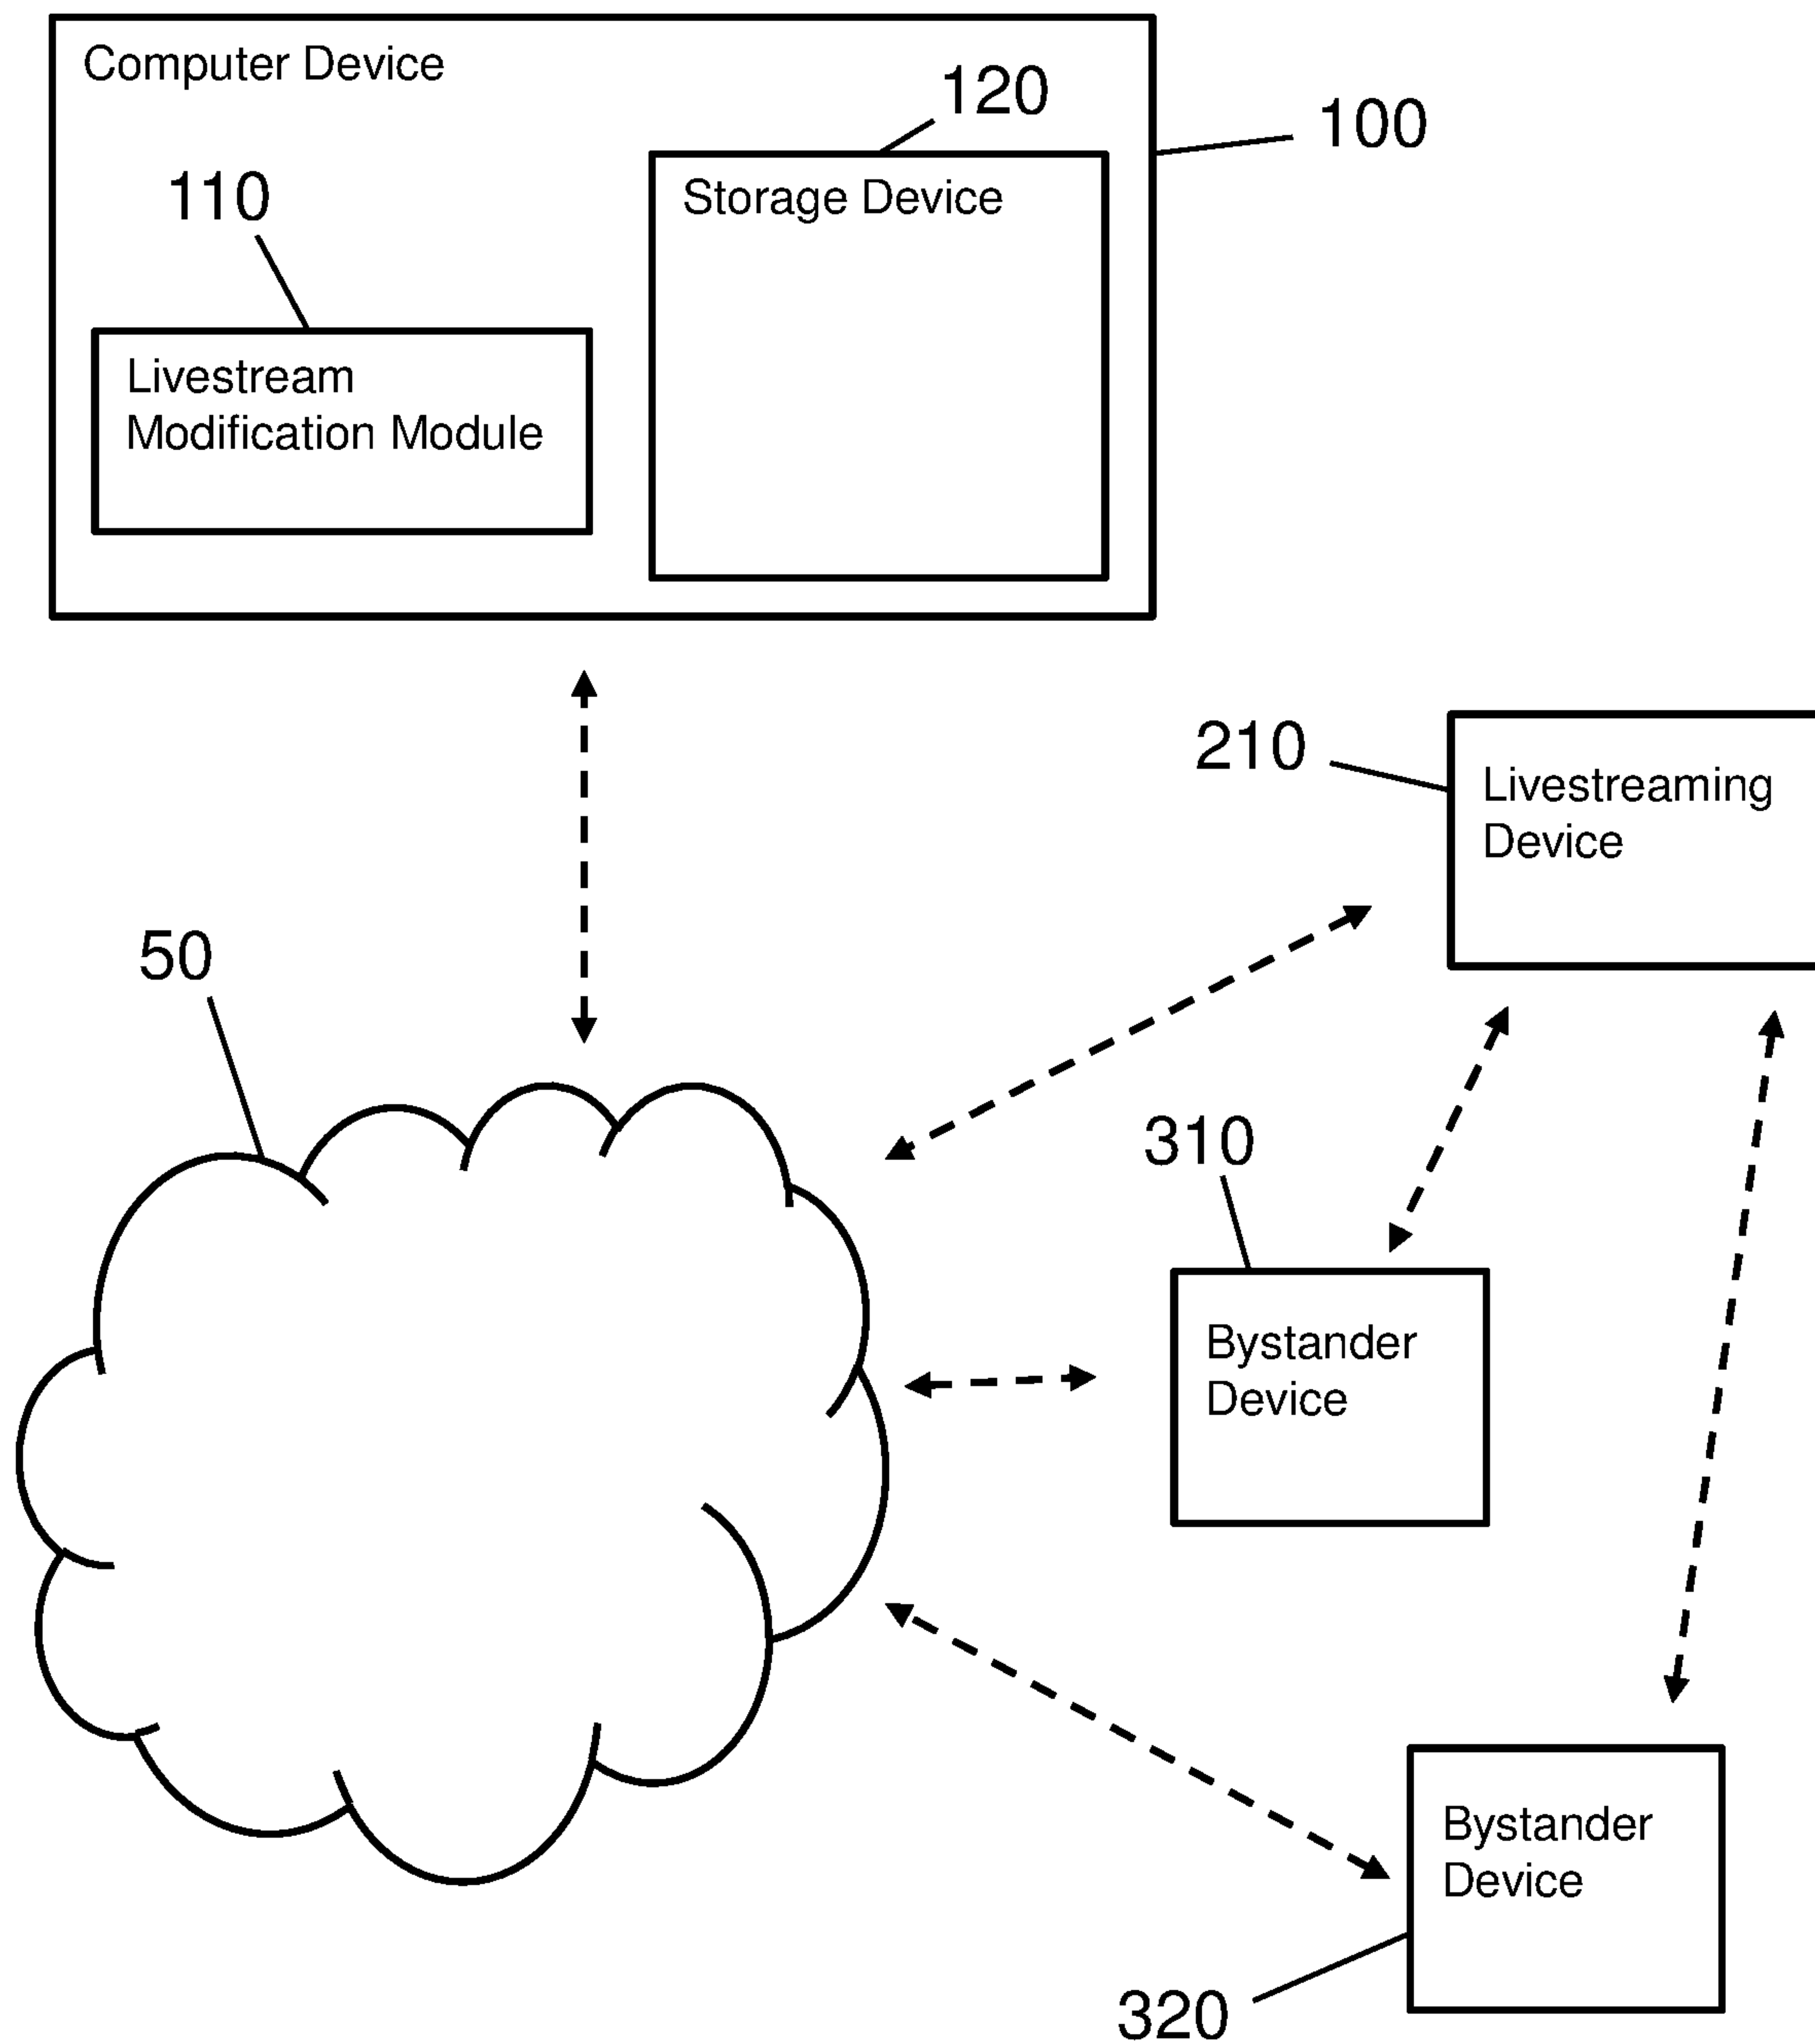 Computer Device
120
100
110
Storage Device
Livestream
Modification Module
210
Livestreaming
Device
50
310
Bystander
Device
Bystander
Device
320